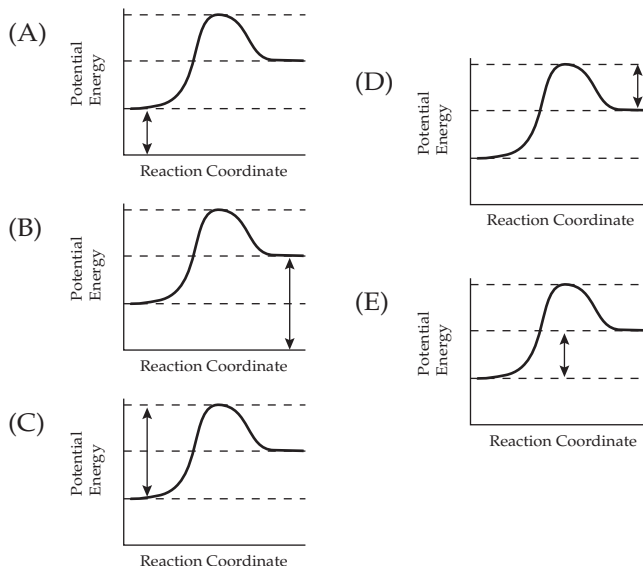 (A)
Potential
Energy
Reaction Coordinate
(B)
Potential
Energy
Reaction Coordinate
(C)
Potential
Energy
Reaction Coordinate
(D)
Potential
Energy
Reaction Coordinate
(E)
Potential
Energy
Reaction Coordinate